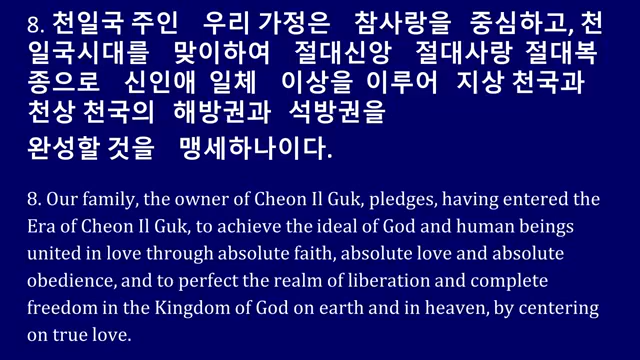 8. 천일국 주인 우리 가정은 참사랑을 중심하고, 천
일국시대를 맞이하여 절대신앙 절대사랑 절대복
종으로 신인애 일체 이상을 이루어 지상 천국과
천상 천국의 해방권과 석방권을
완성할 것을 맹세하나이다.
8. Our family, the owner of Cheon Il Guk, pledges, having entered the
Era of Cheon Il Guk, to achieve the ideal of God and human beings
united in love through absolute faith, absolute love and absolute
obedience, and to perfect the realm of liberation and complete
freedom in the Kingdom of God on earth and in heaven, by centering
on true love.